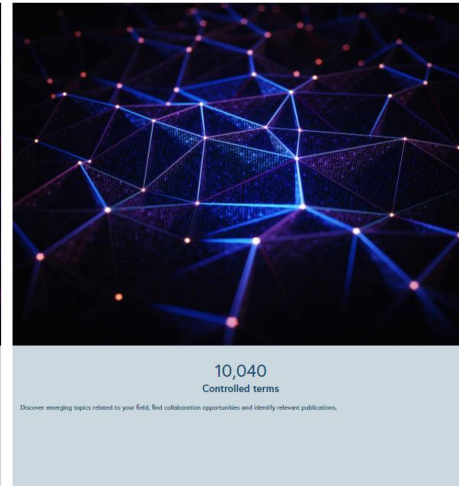 10,040
Controlled terms
Discover emerging topics related to your field, find collaboration opportunities and identify relevant publications.